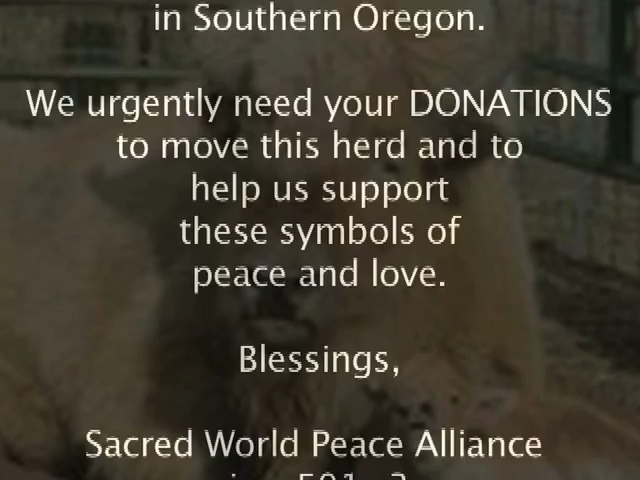 in Southern Oregon.
We urgently need your DONATIONS
to move this herd and to
help us support
these symbols of
peace and love.
Blessings,
Sacred World Peace Alliance